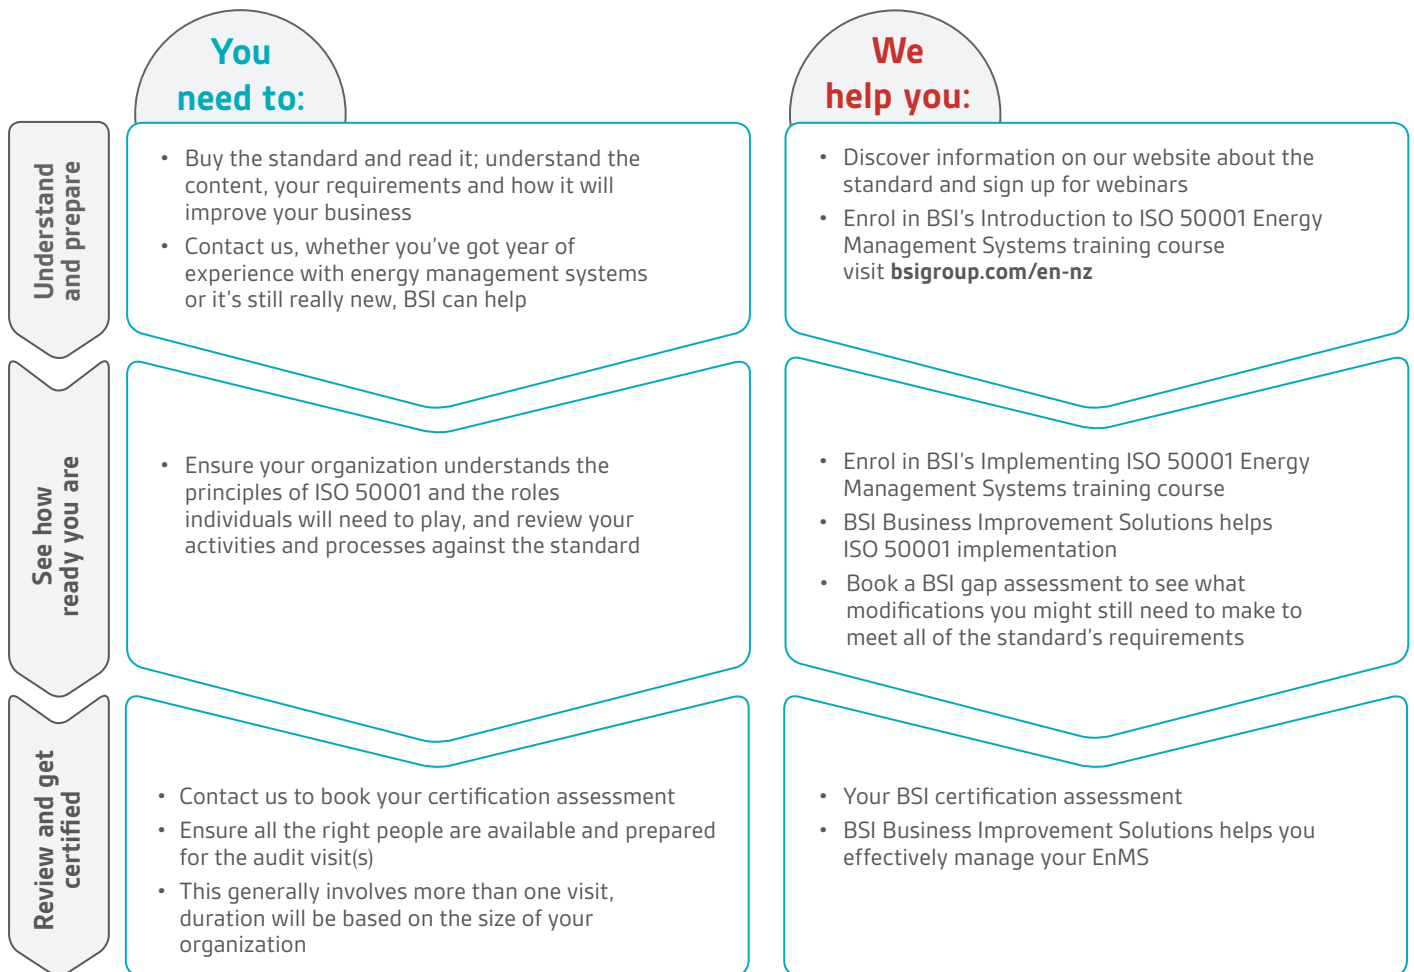 You
need to:
We
help you:
Understand
and prepare
• Buy the standard and read it; understand the
content, your requirements and how it will
improve your business
• Contact us, whether you’ve got year of
experience with energy management systems
or it’s still really new, BSI can help
• Discover information on our website about the
standard and sign up for webinars
• Enrol in BSI’s Introduction to ISO 50001 Energy
Management Systems training course
visit bsigroup.com/en-nz
See how
ready you are
• Ensure your organization understands the
principles of ISO 50001 and the roles
individuals will need to play, and review your
activities and processes against the standard
• Enrol in BSI’s Implementing ISO 50001 Energy
Management Systems training course
• BSI Business Improvement Solutions helps
ISO 50001 implementation
• Book a BSI gap assessment to see what
modifications you might still need to make to
meet all of the standard’s requirements
Review and get
certified
• Contact us to book your certification assessment
• Ensure all the right people are available and prepared
for the audit visit(s)
• This generally involves more than one visit,
duration will be based on the size of your
organization
• Your BSI certification assessment
• BSI Business Improvement Solutions helps you
effectively manage your EnMS